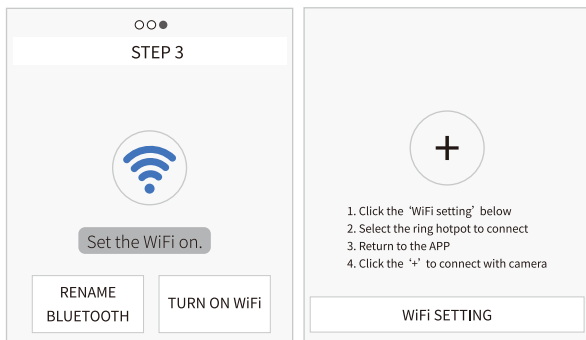 STEP 3
Set the WiFi on.
RENAME
BLUETOOTH
TURN ON WiFi
+
1. Click the ‘WiFi setting’ below
2. Select the ring hotpot to connect
3. Return to the APP
4. Click the ‘+’ to connect with camera
WiFi SETTING